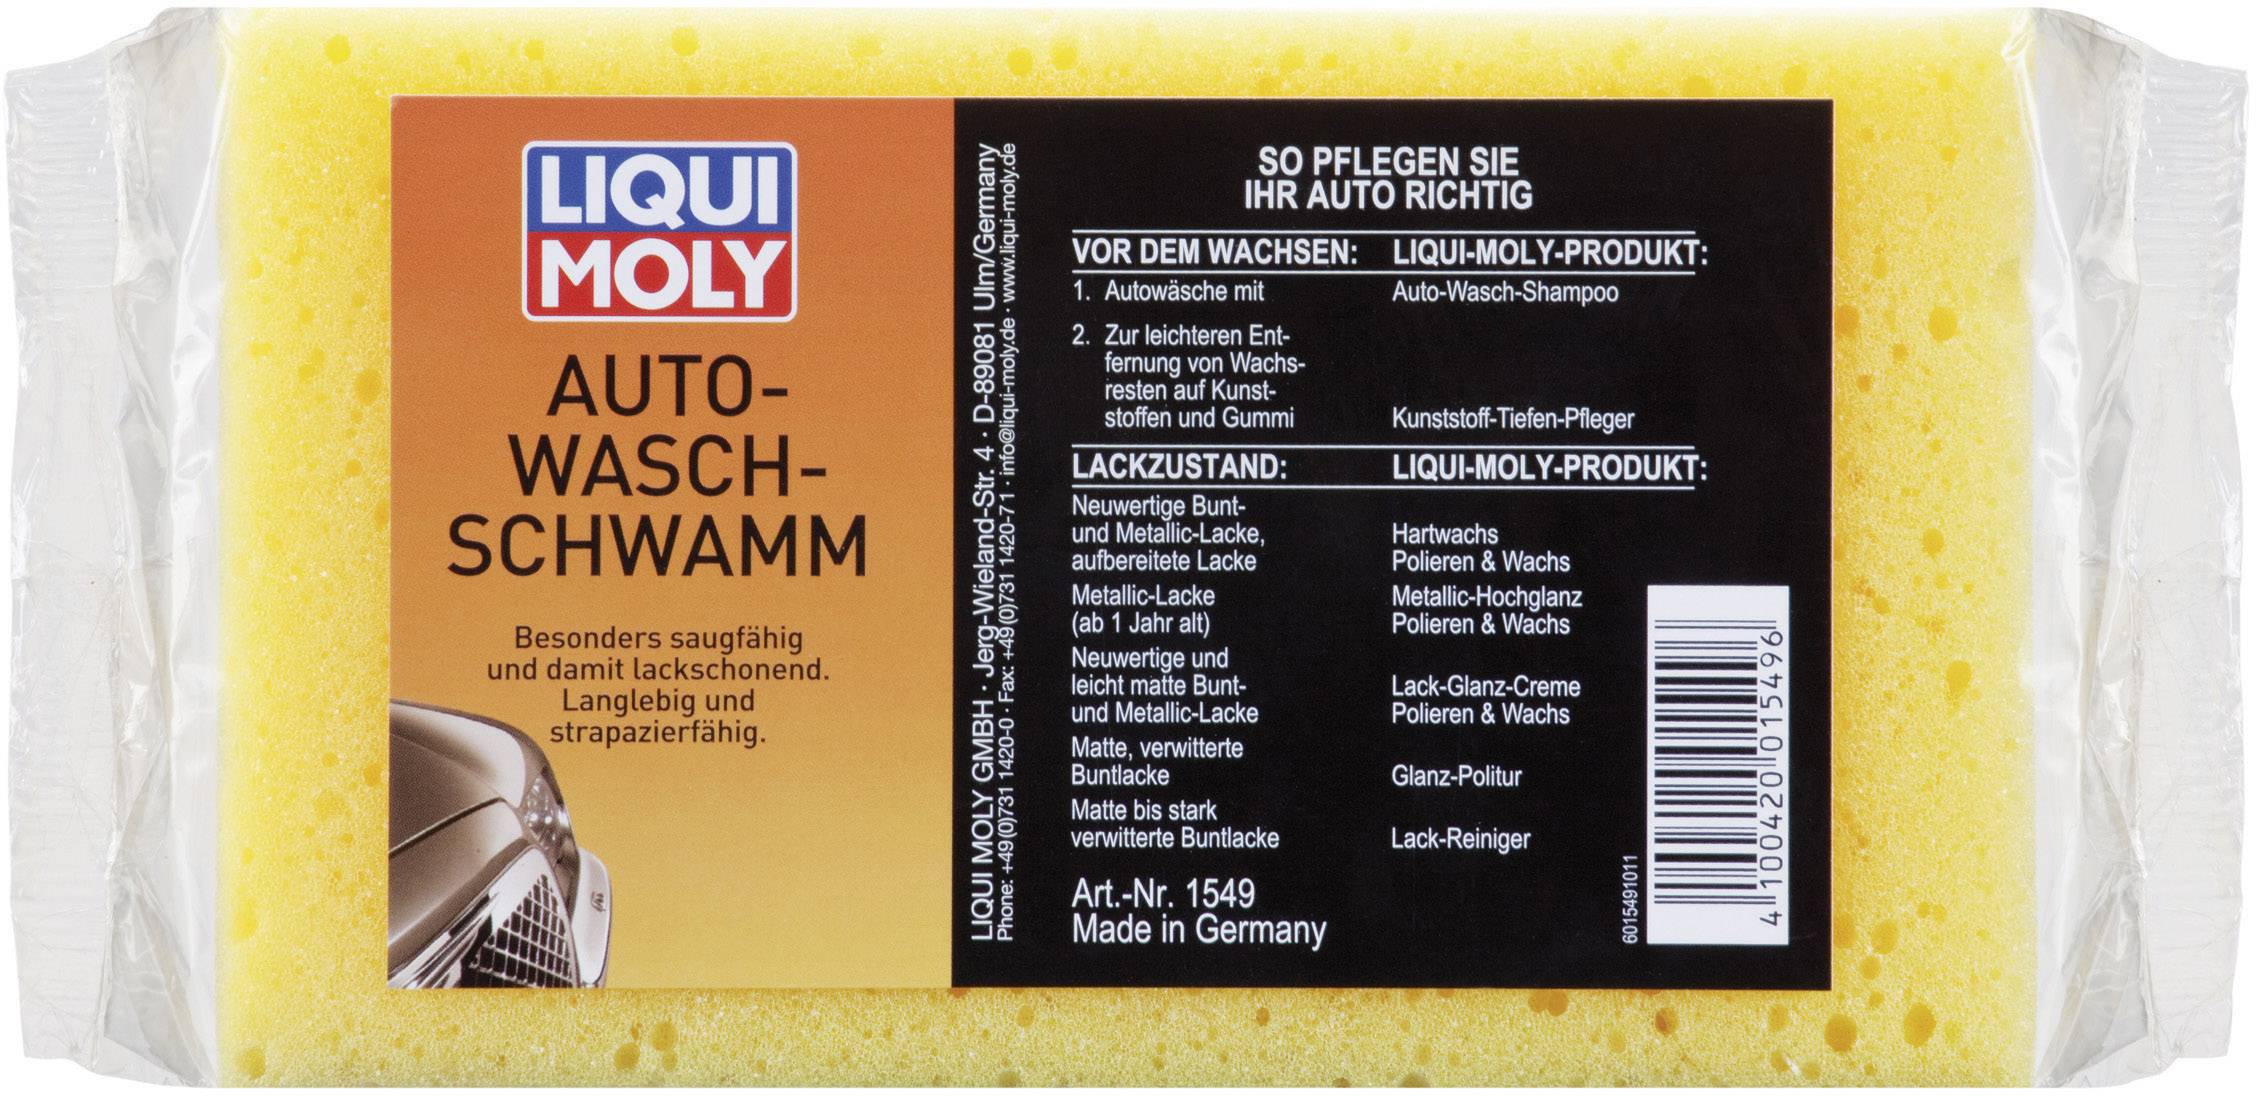 LIQUI
MOLY
AUTO-
WASCH-
SCHWAMM
Besonders saugfähig
und damit lackschonend.
Langlebig und
strapazierfähig.
LIQUI MOLY GMBH · Jerg-Wieland-Str. 4 · D-89081 Ulm/Germany
Phone: +49(0)731 1420-0 · Fax: +49(0)731 1420-71 · info@liqui-moly.de · www.liqui-moly.de
SO PFLEGEN SIE
IHR AUTO RICHTIG
VOR DEM WACHSEN: LIQUI-MOLY-PRODUKT:
1. Autowäsche mit Auto-Wasch-Shampoo
2. Zur leichteren Ent-
fernung von Wachs-
resten auf Kunst-
stoffen und Gummi Kunststoff-Tiefen-Pfleger
LACKZUSTAND: LIQUI-MOLY-PRODUKT:
Neuwertige Bunt-
und Metallic-Lacke, Hartwachs
aufbereitete Lacke Polieren & Wachs
Metallic-Lacke Metallic-Hochglanz
(ab 1 Jahr alt) Polieren & Wachs
Neuwertige und
leicht matte Bunt- Lack-Glanz-Creme
und Metallic-Lacke Polieren & Wachs
Matte, verwitterte
Buntlacke Glanz-Politur
Matte bis stark
verwitterte Buntlacke Lack-Reiniger
Art.-Nr. 1549
Made in Germany
6015491011
4 100420 015496